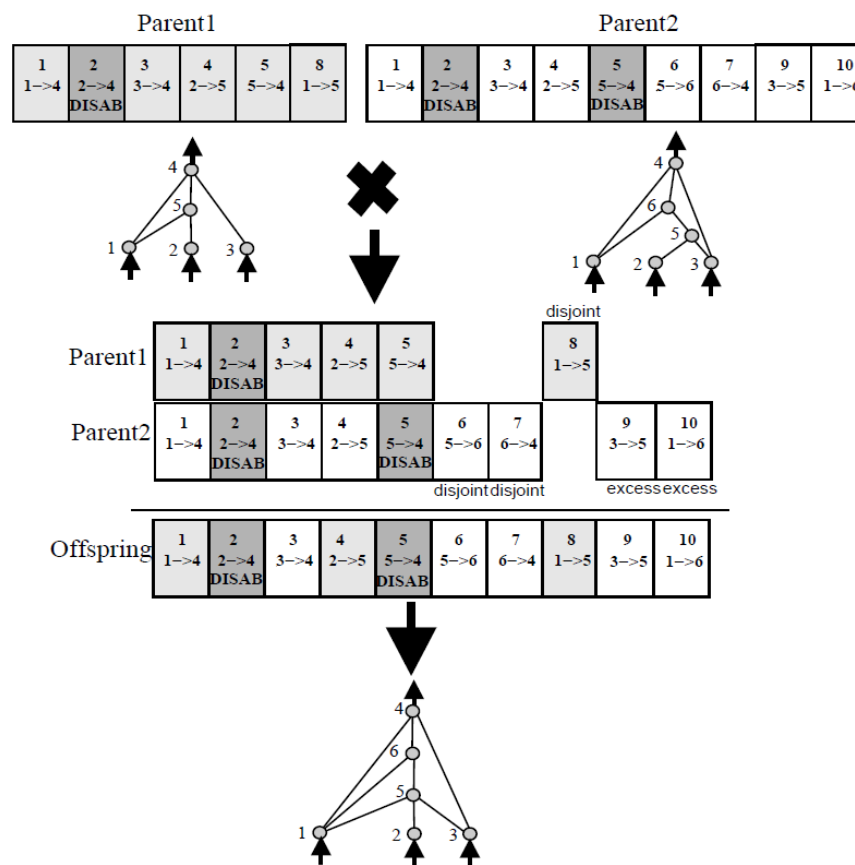 Parent1 Parent2
1 2 3 4 5 8 1 2 3 4 5 6 7 9 10
1->4 2->4 3->4 2->5 5->4 1->5 1->4 2->4 3->4 2->5 5->4 5->6 6->4 3->5 1->6
DISAB DISAB DISAB
4 4
5 6
5
1 2 3 1 2 3
disjoint
Parent1 1 2 3 4 5 8
1->4 2->4 3->4 2->5 5->4 1->5
DISAB
Parent2 1 2 3 4 5 6 7 9 10
1->4 2->4 3->4 2->5 5->4 5->6 6->4 3->5 1->6
DISAB DISAB
disjoint disjoint excess excess
Offspring 1 2 3 4 5 6 7 8 9 10
1->4 2->4 3->4 2->5 5->4 5->6 6->4 1->5 3->5 1->6
DISAB DISAB
4
6
5
1 2 3